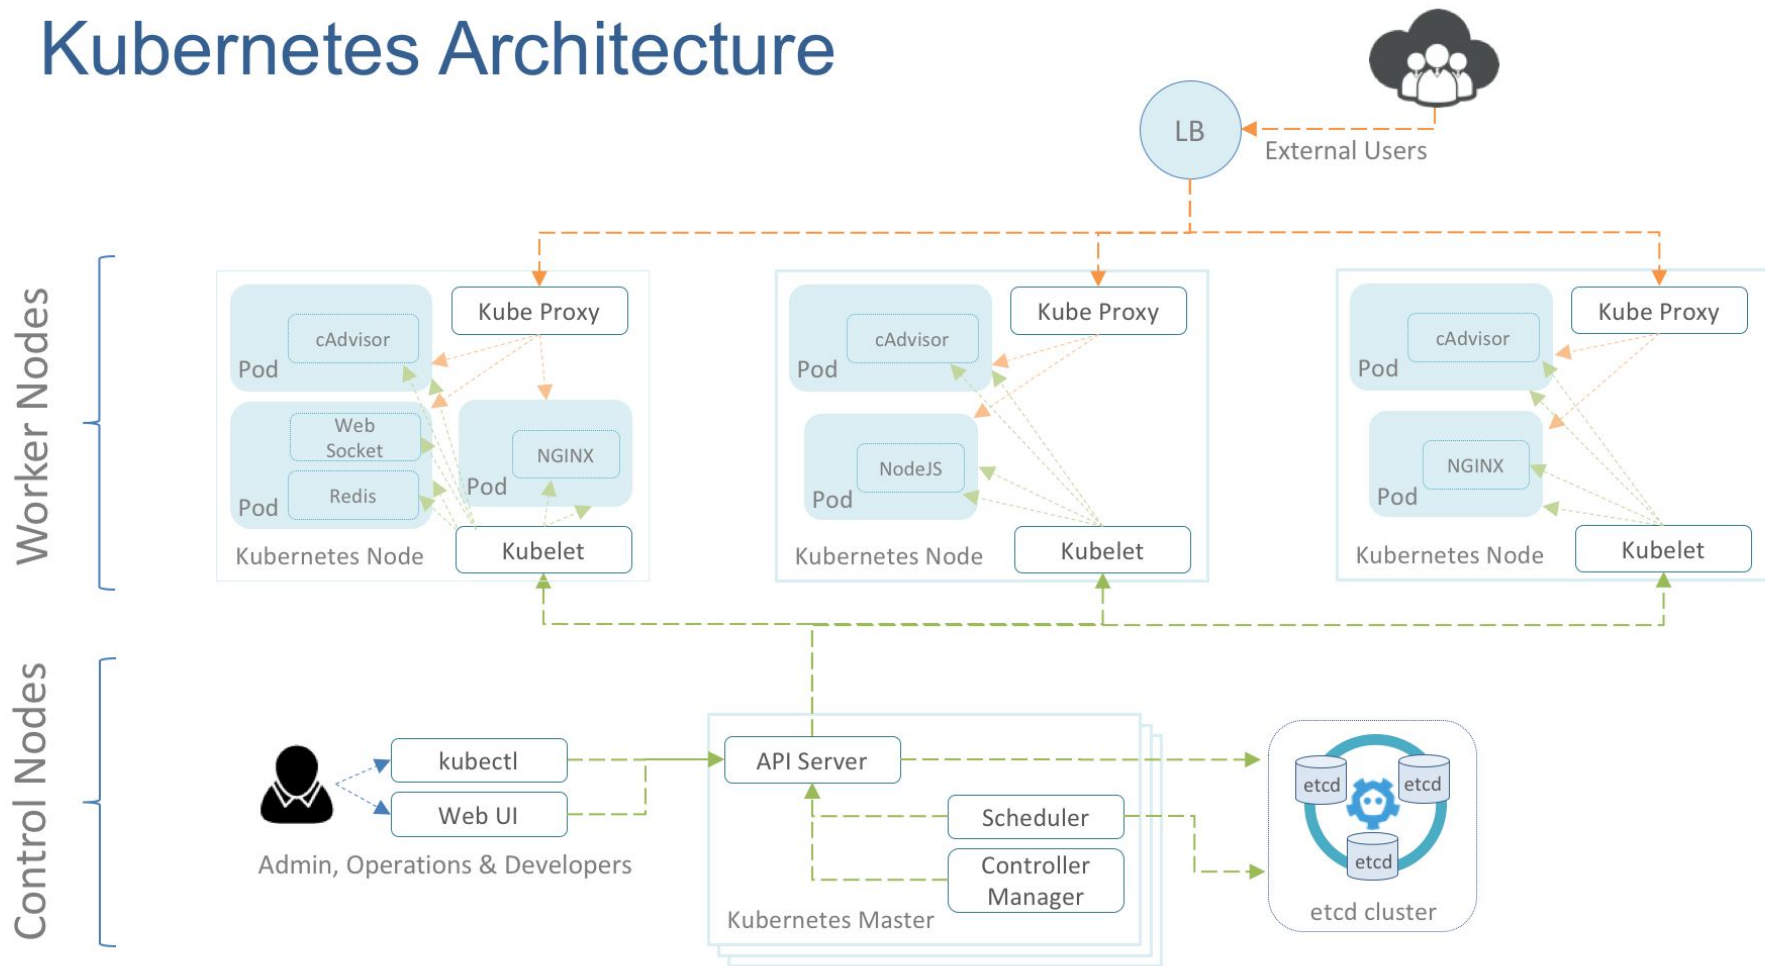 Kubernetes Architecture
LB
External Users
Worker Nodes
cAdvisor
Pod
Kube Proxy
Web
Socket
Redis
Pod
NGINX
Pod
Kubernetes Node
Kubelet
cAdvisor
Pod
Kube Proxy
NodeJS
Pod
Kubernetes Node
Kubelet
cAdvisor
Pod
Kube Proxy
NGINX
Pod
Kubernetes Node
Kubelet
Control Nodes
kubectl
Web UI
Admin, Operations & Developers
API Server
Scheduler
Controller
Manager
Kubernetes Master
etcd
etcd
etcd
etcd cluster